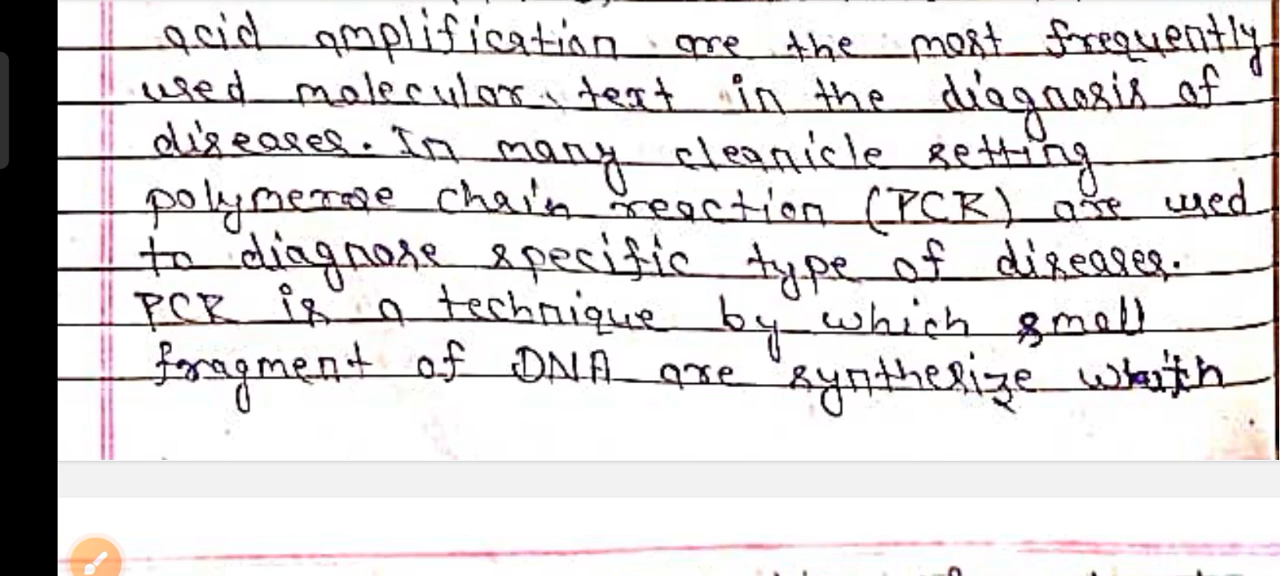 acid amplification are the most frequently
used molecular text in the diagnosis of
diseases. In many cleanicle setting
polymerase chain reaction (PCR) are used
to diagnose specific type of diseases.
PCR is a technique by which small
fragment of DNA are synthesize with